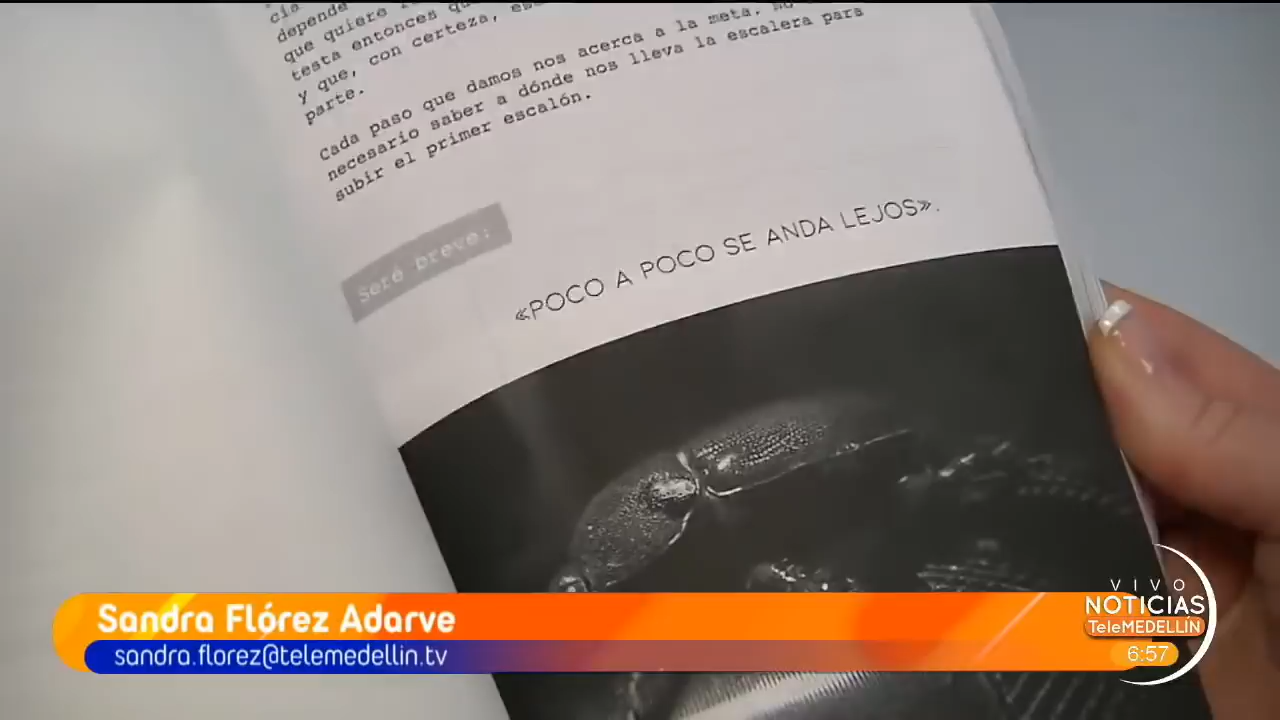 cia
depende
que quiere
testa entonces
y que, con certeza,
parte.
Cada paso que damos nos acerca a la meta.
necesario saber a dónde nos lleva la escalera para
subir el primer escalón.
Seré breve:
«POCO A POCO SE ANDA LEJOS».
Sandra Flórez Adarve
sandra.florez@telemedellin.tv
VIVO
NOTICIAS
TeleMEDELLÍN
6:57